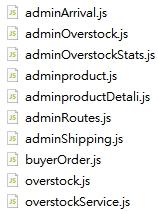 adminArrival.js
adminOverstock.js
adminOverstockStats.js
adminproduct.js
adminproductDetali.js
adminRoutes.js
adminShipping.js
buyerOrder.js
overstock.js
overstockService.js